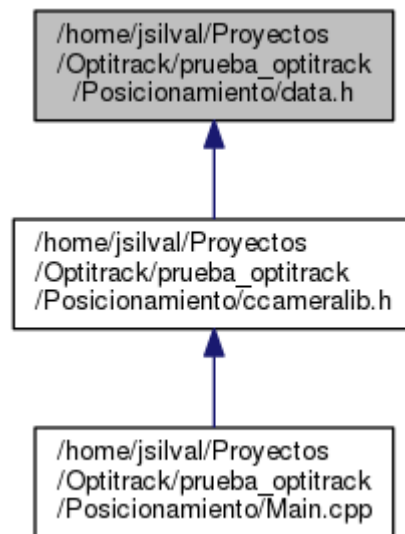 /home/jsilval/Proyectos
/Optitrack/prueba_optitrack
/Posicionamiento/data.h
/home/jsilval/Proyectos
/Optitrack/prueba_optitrack
/Posicionamiento/ccameralib.h
/home/jsilval/Proyectos
/Optitrack/prueba_optitrack
/Posicionamiento/Main.cpp